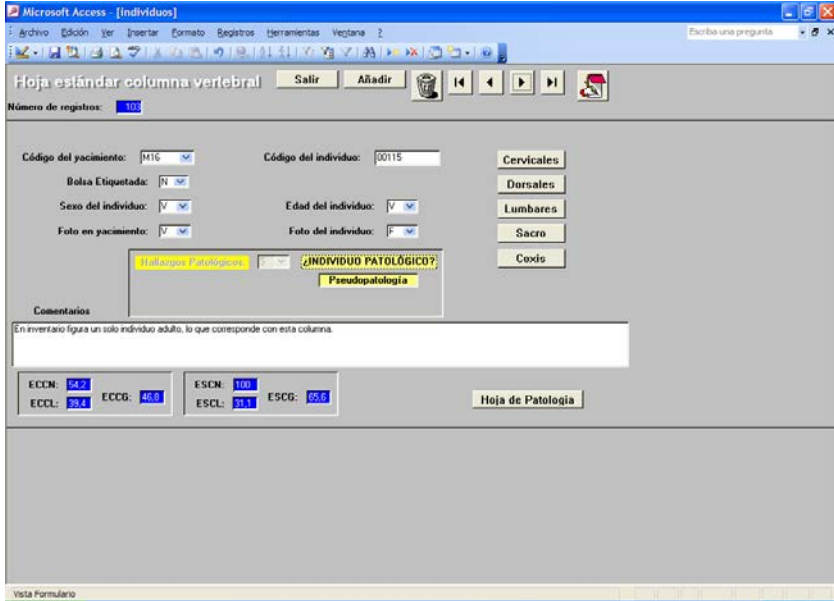 Microsoft Access - [individuos]
Archivo Edición Ver Insertar Formato Registros Herramientas Ventana ?
Escriba una pregunta
Hoja estándar columna vertebral
Salir
Añadir
Número de registros: 103
Código del yacimiento: M16
Código del individuo: 00115
Cervicales
Bolsa Etiquetada: N
Dorsales
Sexo del individuo: V
Edad del individuo: V
Lumbares
Foto en yacimiento: V
Foto del individuo: F
Sacro
Hallazgos Patológicos:
¿INDIVIDUO PATOLÓGICO?
Coxis
Pseudopatología
Comentarios
En inventario figura un solo individuo adulto, lo que corresponde con esta columna.
ECCN: 54,2
ECCL: 39,4
ECCG: 46,8
ESCN: 100
ESCL: 31,1
ESCG: 65,6
Hoja de Patología
Vista Formulario